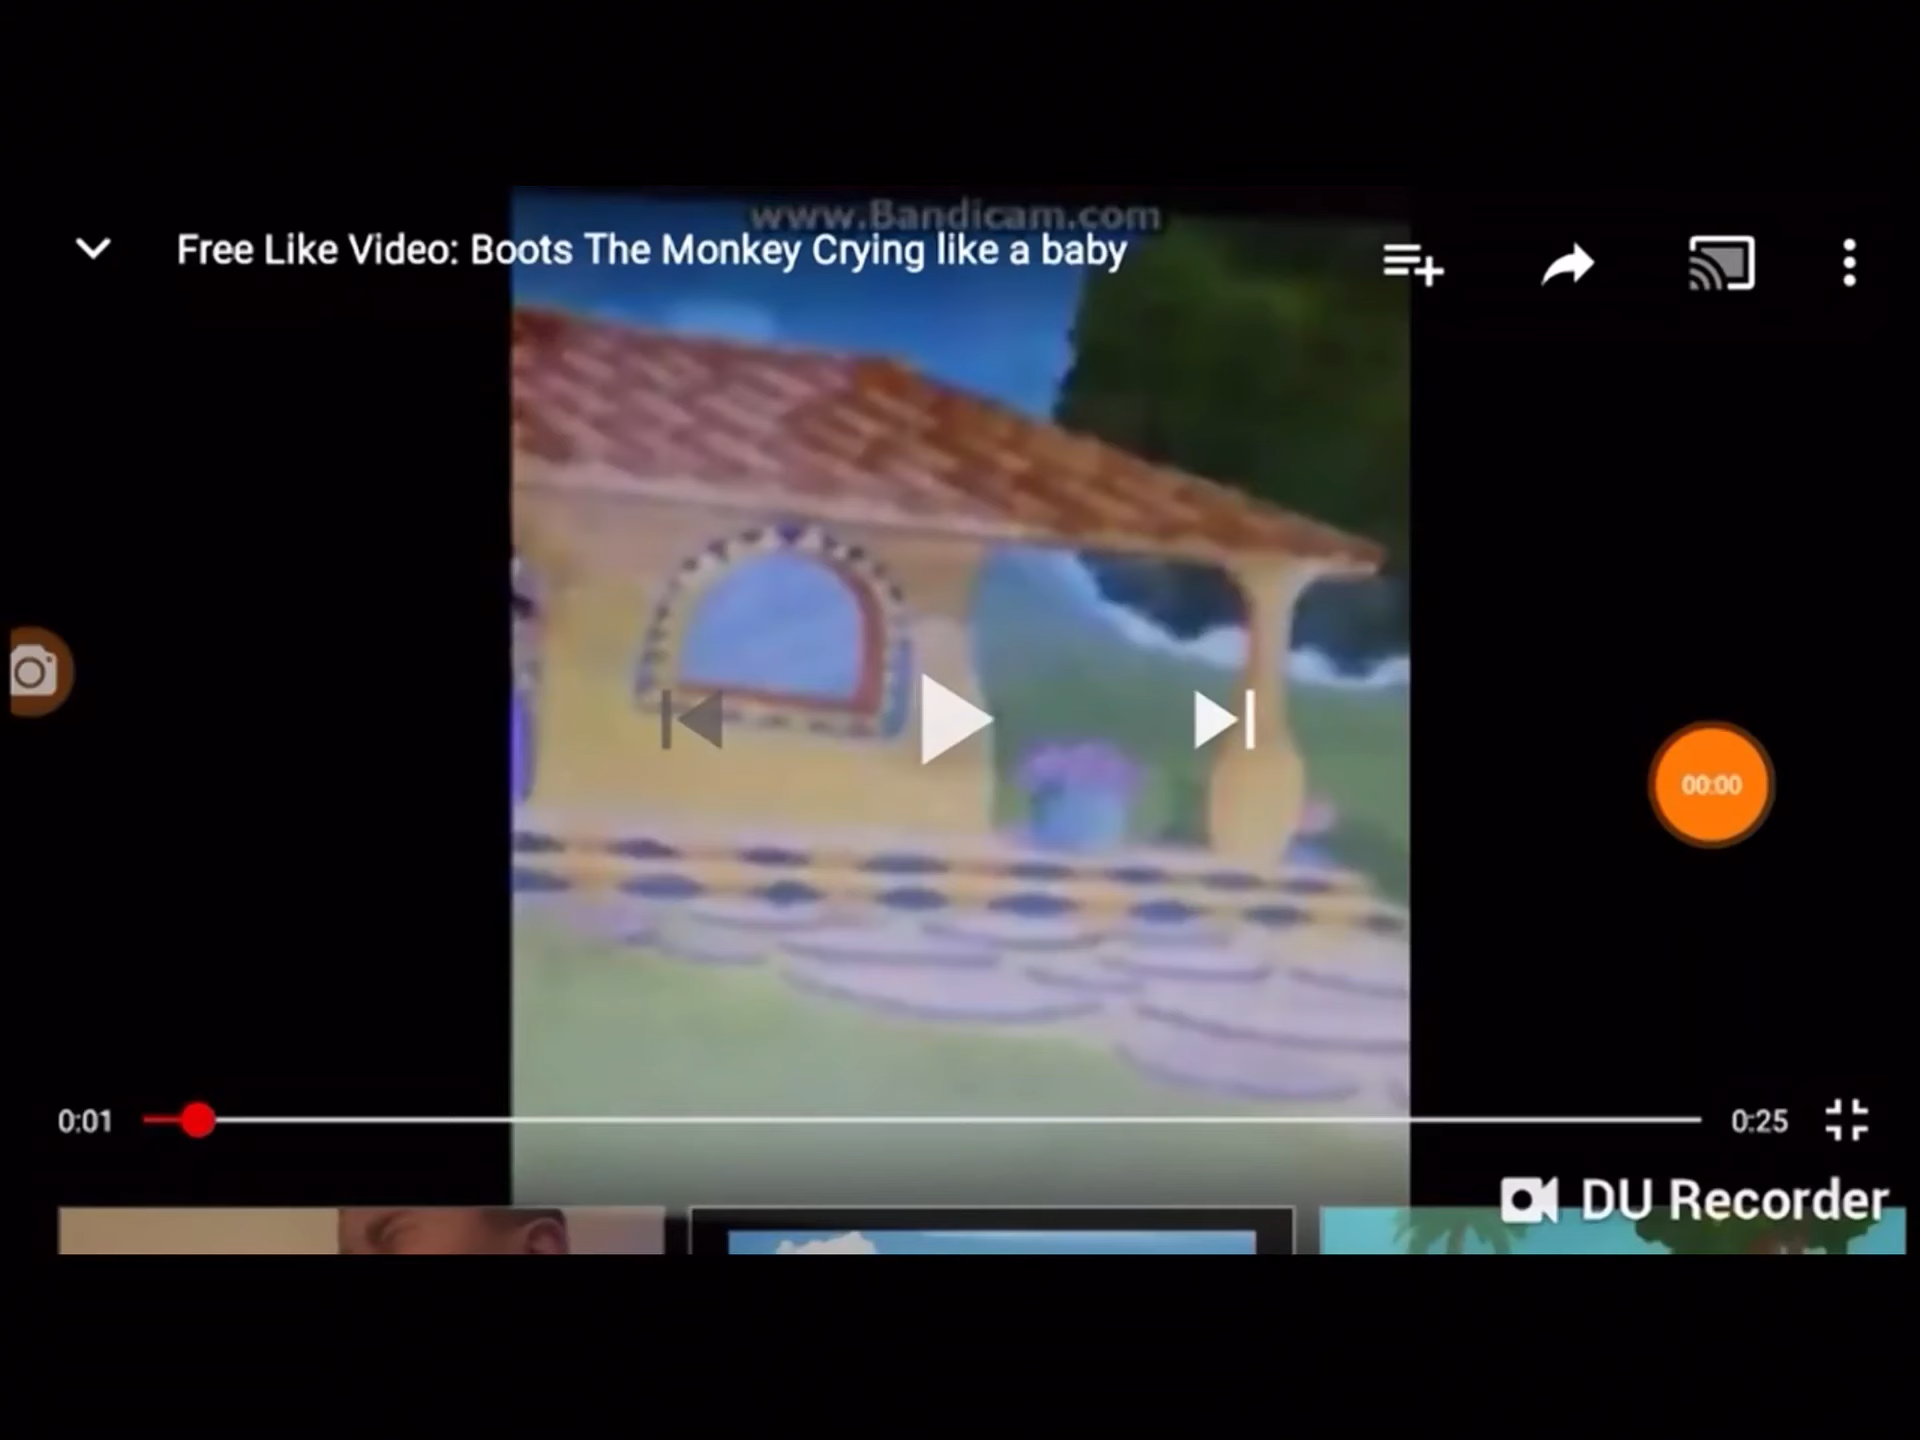 www.Bandicam.com
Free Like Video: Boots The Monkey Crying like a baby
00:00
0:01
0:25
DU Recorder